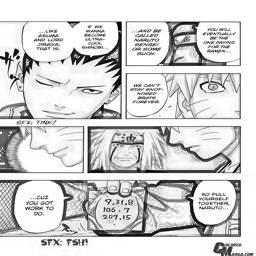 YOU WILL
EVENTUALLY
BE THE
ONE PAYING
FOR THE
RAMEN...
...AND BE
CALLED
NARUTO
SENSEI OR
SOME
SUCH.
IF WE
WANNA
BECOME
ULTRA-
COOL
SHINOBI...
...LIKE
ASUMA
AND LORD
JIRAIYA,
THAT IS.
WE CAN'T
STAY SNOT-
NOSED
BRATS
FOREVER.
SFX: TINK!
SO PULL
YOURSELF
TOGETHER,
NARUTO...
9,31,8
106,7
207,15
...CUZ
YOU GOT
WORK TO
DO.
SFX: FSH!
COLORED
MANGA.COM